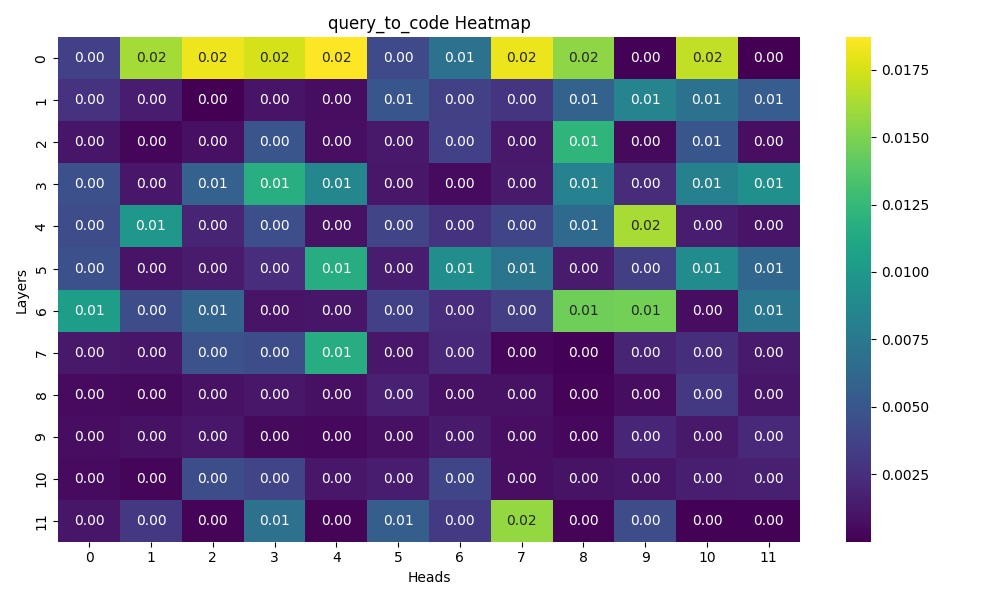 query_to_code Heatmap
0 0.00 0.02 0.02 0.02 0.02 0.00 0.01 0.02 0.02 0.00 0.02 0.00
1 0.00 0.00 0.00 0.00 0.00 0.01 0.00 0.00 0.01 0.01 0.01 0.01
2 0.00 0.00 0.00 0.00 0.00 0.00 0.00 0.00 0.01 0.00 0.01 0.00
3 0.00 0.00 0.01 0.01 0.01 0.00 0.00 0.00 0.01 0.00 0.01 0.01
4 0.00 0.01 0.00 0.00 0.00 0.00 0.00 0.00 0.01 0.02 0.00 0.00
5 0.00 0.00 0.00 0.00 0.01 0.00 0.01 0.01 0.00 0.00 0.01 0.01
6 0.01 0.00 0.01 0.00 0.00 0.00 0.00 0.00 0.01 0.01 0.00 0.01
7 0.00 0.00 0.00 0.00 0.01 0.00 0.00 0.00 0.00 0.00 0.00 0.00
8 0.00 0.00 0.00 0.00 0.00 0.00 0.00 0.00 0.00 0.00 0.00 0.00
9 0.00 0.00 0.00 0.00 0.00 0.00 0.00 0.00 0.00 0.00 0.00 0.00
10 0.00 0.00 0.00 0.00 0.00 0.00 0.00 0.00 0.00 0.00 0.00 0.00
11 0.00 0.00 0.00 0.01 0.00 0.01 0.00 0.02 0.00 0.00 0.00 0.00
0 1 2 3 4 5 6 7 8 9 10 11
Heads
Layers
0.0175
0.0150
0.0125
0.0100
0.0075
0.0050
0.0025